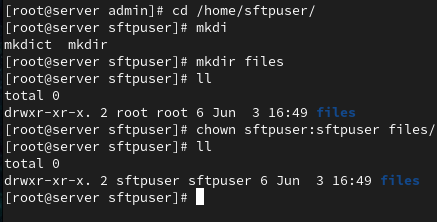 [root@server admin]# cd /home/sftpuser/
[root@server sftpuser]# mkdi
mkdict  mkdir
[root@server sftpuser]# mkdir files
[root@server sftpuser]# ll
total 0
drwxr-xr-x. 2 root root 6 Jun  3 16:49 files
[root@server sftpuser]# chown sftpuser:sftpuser files/
[root@server sftpuser]# ll
total 0
drwxr-xr-x. 2 sftpuser sftpuser 6 Jun  3 16:49 files
[root@server sftpuser]#